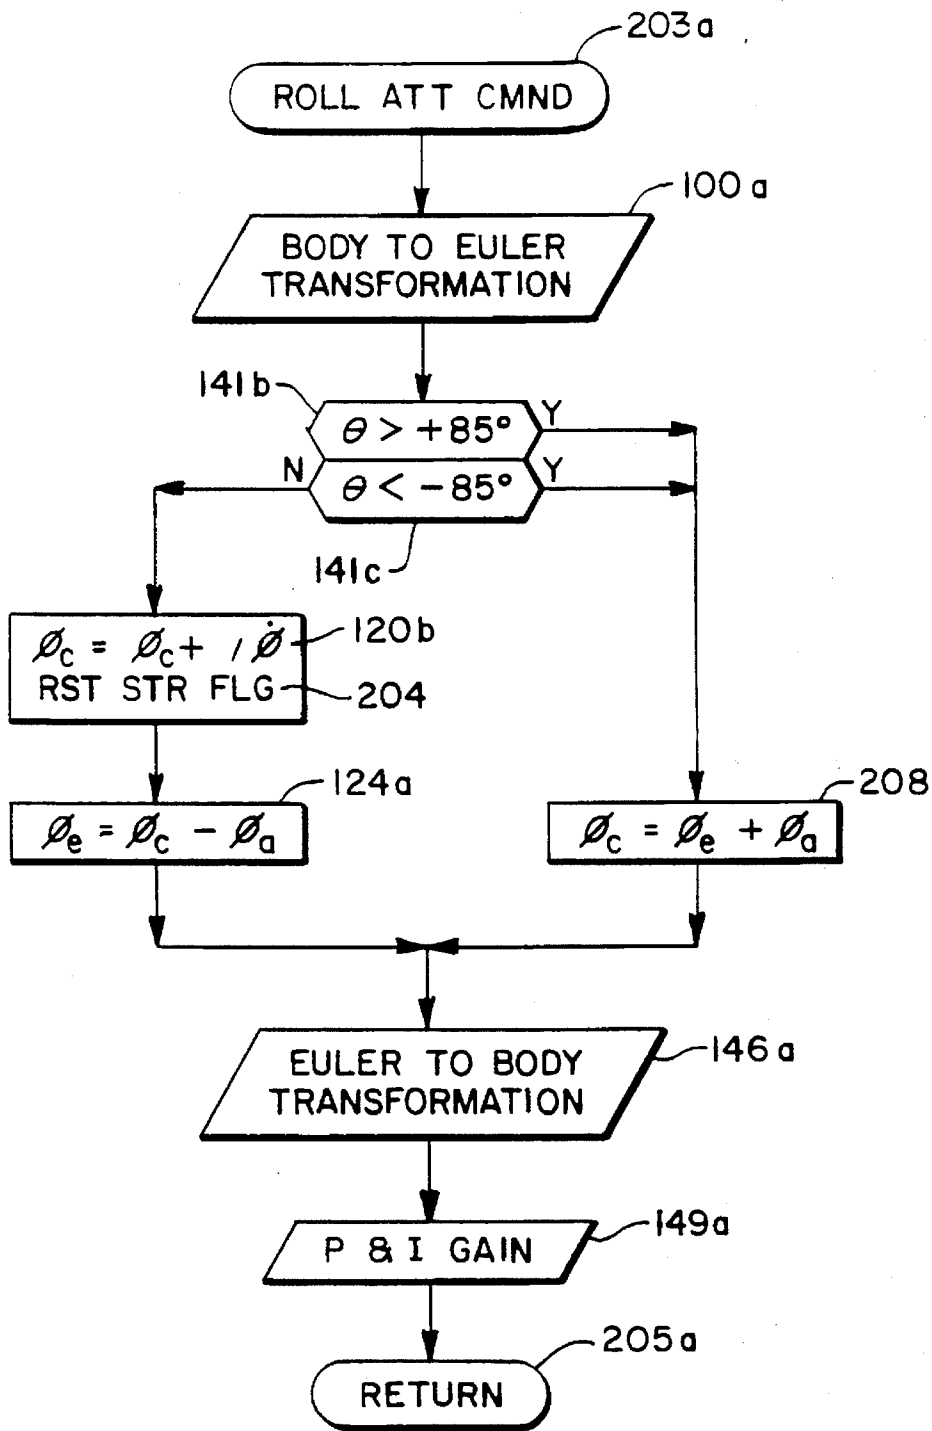 203a
ROLL ATT CMND
100a
BODY TO EULER
TRANSFORMATION
141b
θ > +85°
Y
N
θ < -85°
Y
141c
Øc = Øc + / Ø̇
120b
RST STR FLG
204
124a
Øe = Øc - Øa
208
Øc = Øe + Øa
146a
EULER TO BODY
TRANSFORMATION
149a
P & I GAIN
205a
RETURN